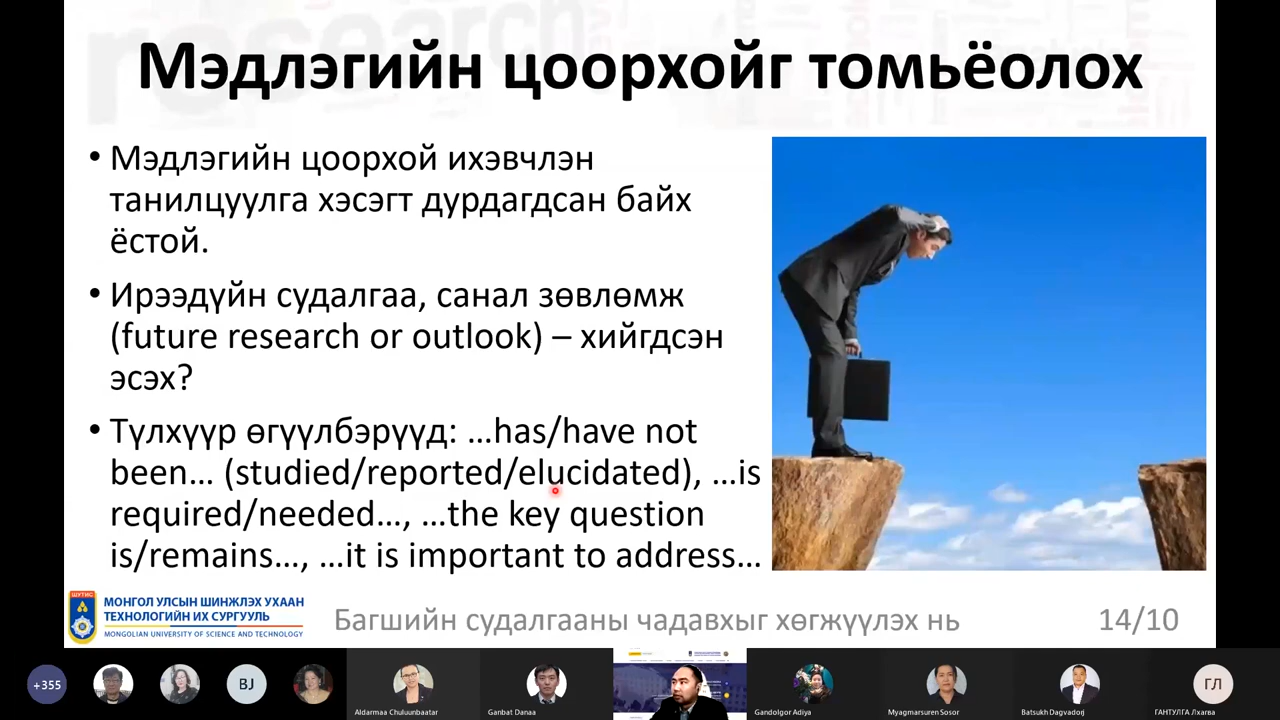 research
Мэдлэгийн цоорхойг томьёолох
• Мэдлэгийн цоорхой ихэвчлэн
танилцуулга хэсэгт дурдагдсан байх
ёстой.
• Ирээдүйн судалгаа, санал зөвлөмж
(future research or outlook) – хийгдсэн
эсэх?
• Түлхүүр өгүүлбэрүүд: ...has/have not
been... (studied/reported/elucidated), ...is
required/needed..., ...the key question
is/remains..., ...it is important to address...
ШУТИС
МОНГОЛ УЛСЫН ШИНЖЛЭХ УХААН
ТЕХНОЛОГИЙН ИХ СУРГУУЛЬ
MONGOLIAN UNIVERSITY OF SCIENCE AND TECHNOLOGY
Багшийн судалгааны чадавхыг хөгжүүлэх нь
14/10
+355
BJ
Aldarmaa Chuluunbaatar
Ganbat Danaa
Gandolgor Adiya
Myagmarsuren Sosor
Batsukh Dagvadorj
ГЛ
ГАНТУЛГА Лхагва